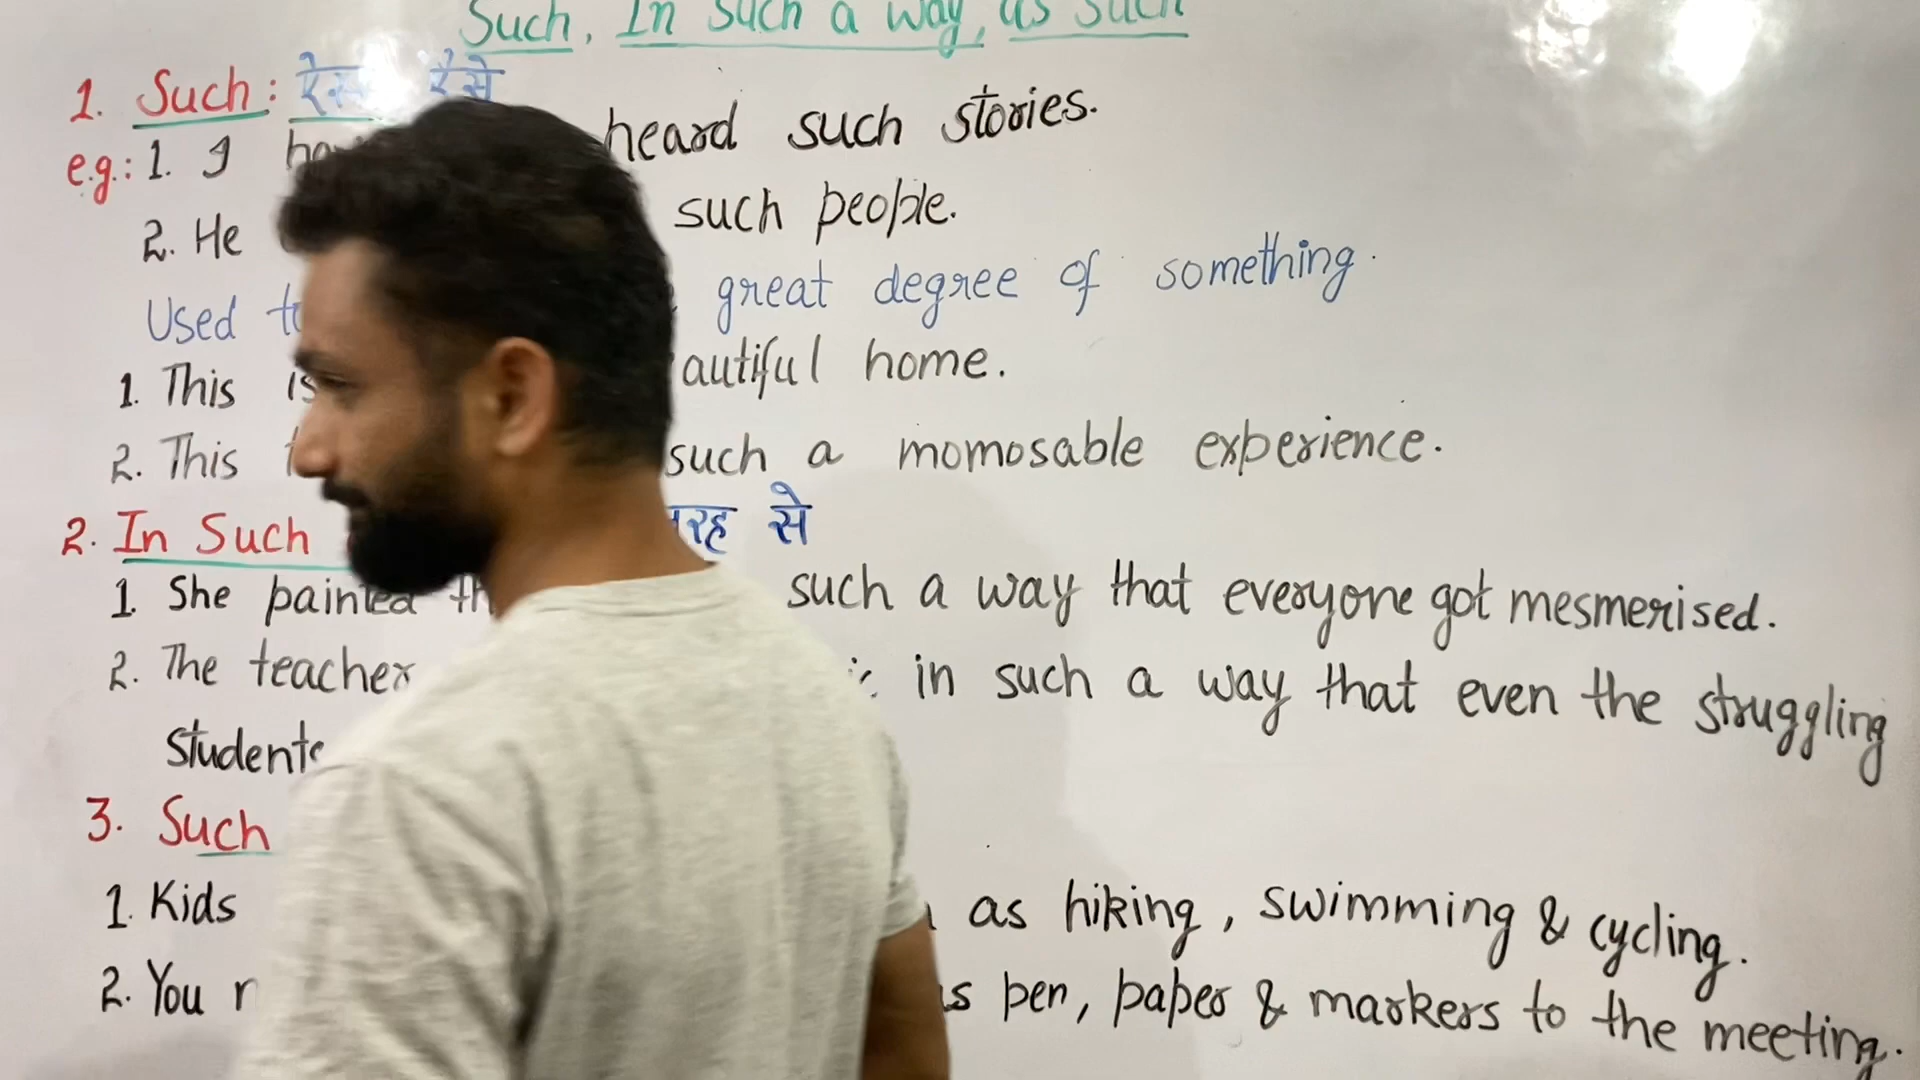 Such, In such a way, as such
1. Such: ऐसा ऐसे
e.g.: 1. I heard such stories.
2. He such people.
Used great degree of something.
1. This is autiful home.
2. This such a momosable experience.
2. In Such रह से
1. She painted such a way that everyone got mesmerised.
2. The teacher in such a way that even the struggling
students
3. Such
1. Kids as hiking, swimming & cycling.
2. You pen, paper & markers to the meeting.